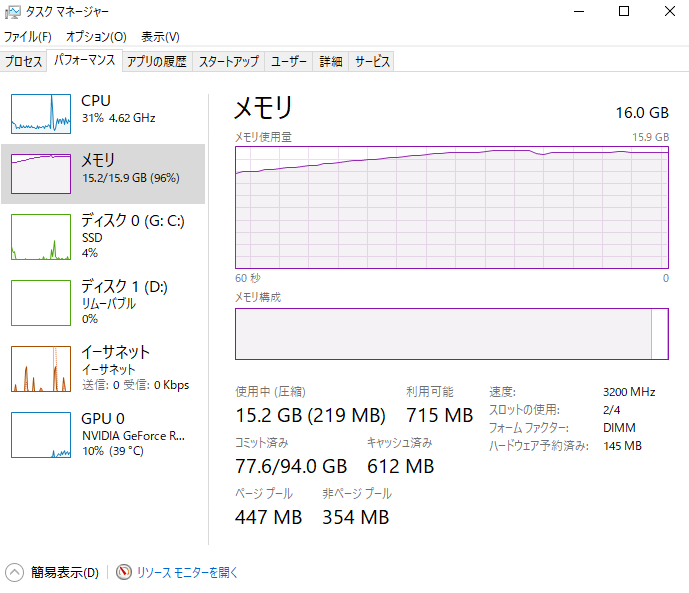 タスク マネージャー
ファイル(F) オプション(O) 表示(V)
プロセス パフォーマンス アプリの履歴 スタートアップ ユーザー 詳細 サービス
CPU
31% 4.62 GHz
メモリ
15.2/15.9 GB (96%)
ディスク 0 (G: C:)
SSD
4%
ディスク 1 (D:)
リムーバブル
0%
イーサネット
イーサネット
送信: 0 受信: 0 Kbps
GPU 0
NVIDIA GeForce R...
10% (39 °C)
メモリ 16.0 GB
メモリ使用量 15.9 GB
60 秒 0
メモリ構成
使用中 (圧縮) 利用可能
15.2 GB (219 MB) 715 MB
コミット済み キャッシュ済み
77.6/94.0 GB 612 MB
ページ プール 非ページ プール
447 MB 354 MB
速度: 3200 MHz
スロットの使用: 2/4
フォーム ファクター: DIMM
ハードウェア予約済み: 145 MB
簡易表示(D) リソース モニターを開く